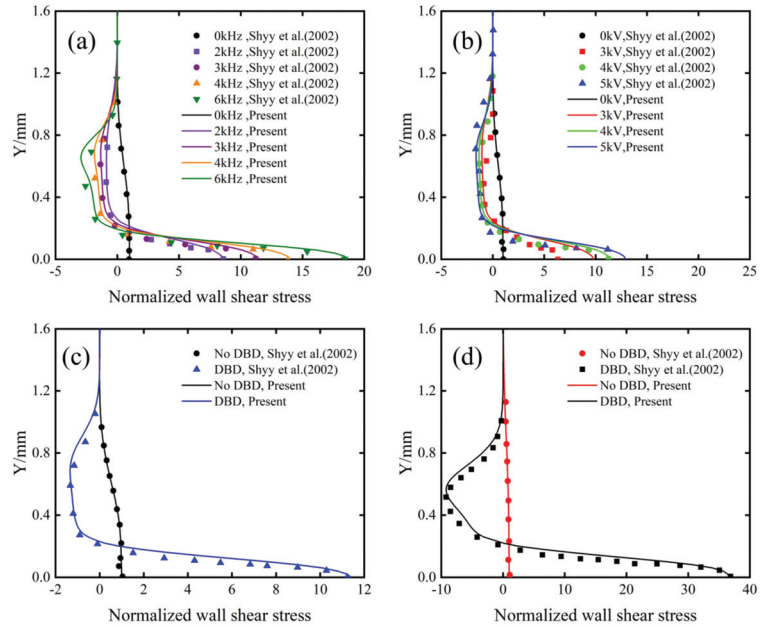 (a)
0kHz ,Shyy et al.(2002)
2kHz ,Shyy et al.(2002)
3kHz ,Shyy et al.(2002)
4kHz ,Shyy et al.(2002)
6kHz ,Shyy et al.(2002)
0kHz ,Present
2kHz ,Present
3kHz ,Present
4kHz ,Present
6kHz ,Present
Y/mm
1.6
1.2
0.8
0.4
0.0
-5 0 5 10 15 20
Normalized wall shear stress
(b)
0kV,Shyy et al.(2002)
3kV,Shyy et al.(2002)
4kV,Shyy et al.(2002)
5kV,Shyy et al.(2002)
0kV,Present
3kV,Present
4kV,Present
5kV,Present
Y/mm
1.6
1.2
0.8
0.4
0.0
-5 0 5 10 15 20 25
Normalized wall shear stress
(c)
No DBD, Shyy et al.(2002)
DBD, Shyy et al.(2002)
No DBD, Present
DBD, Present
Y/mm
1.6
1.2
0.8
0.4
0.0
-2 0 2 4 6 8 10 12
Normalized wall shear stress
(d)
No DBD, Shyy et al.(2002)
DBD, Shyy et al.(2002)
No DBD, Present
DBD, Present
Y/mm
1.6
1.2
0.8
0.4
0.0
-10 0 10 20 30 40
Normalized wall shear stress